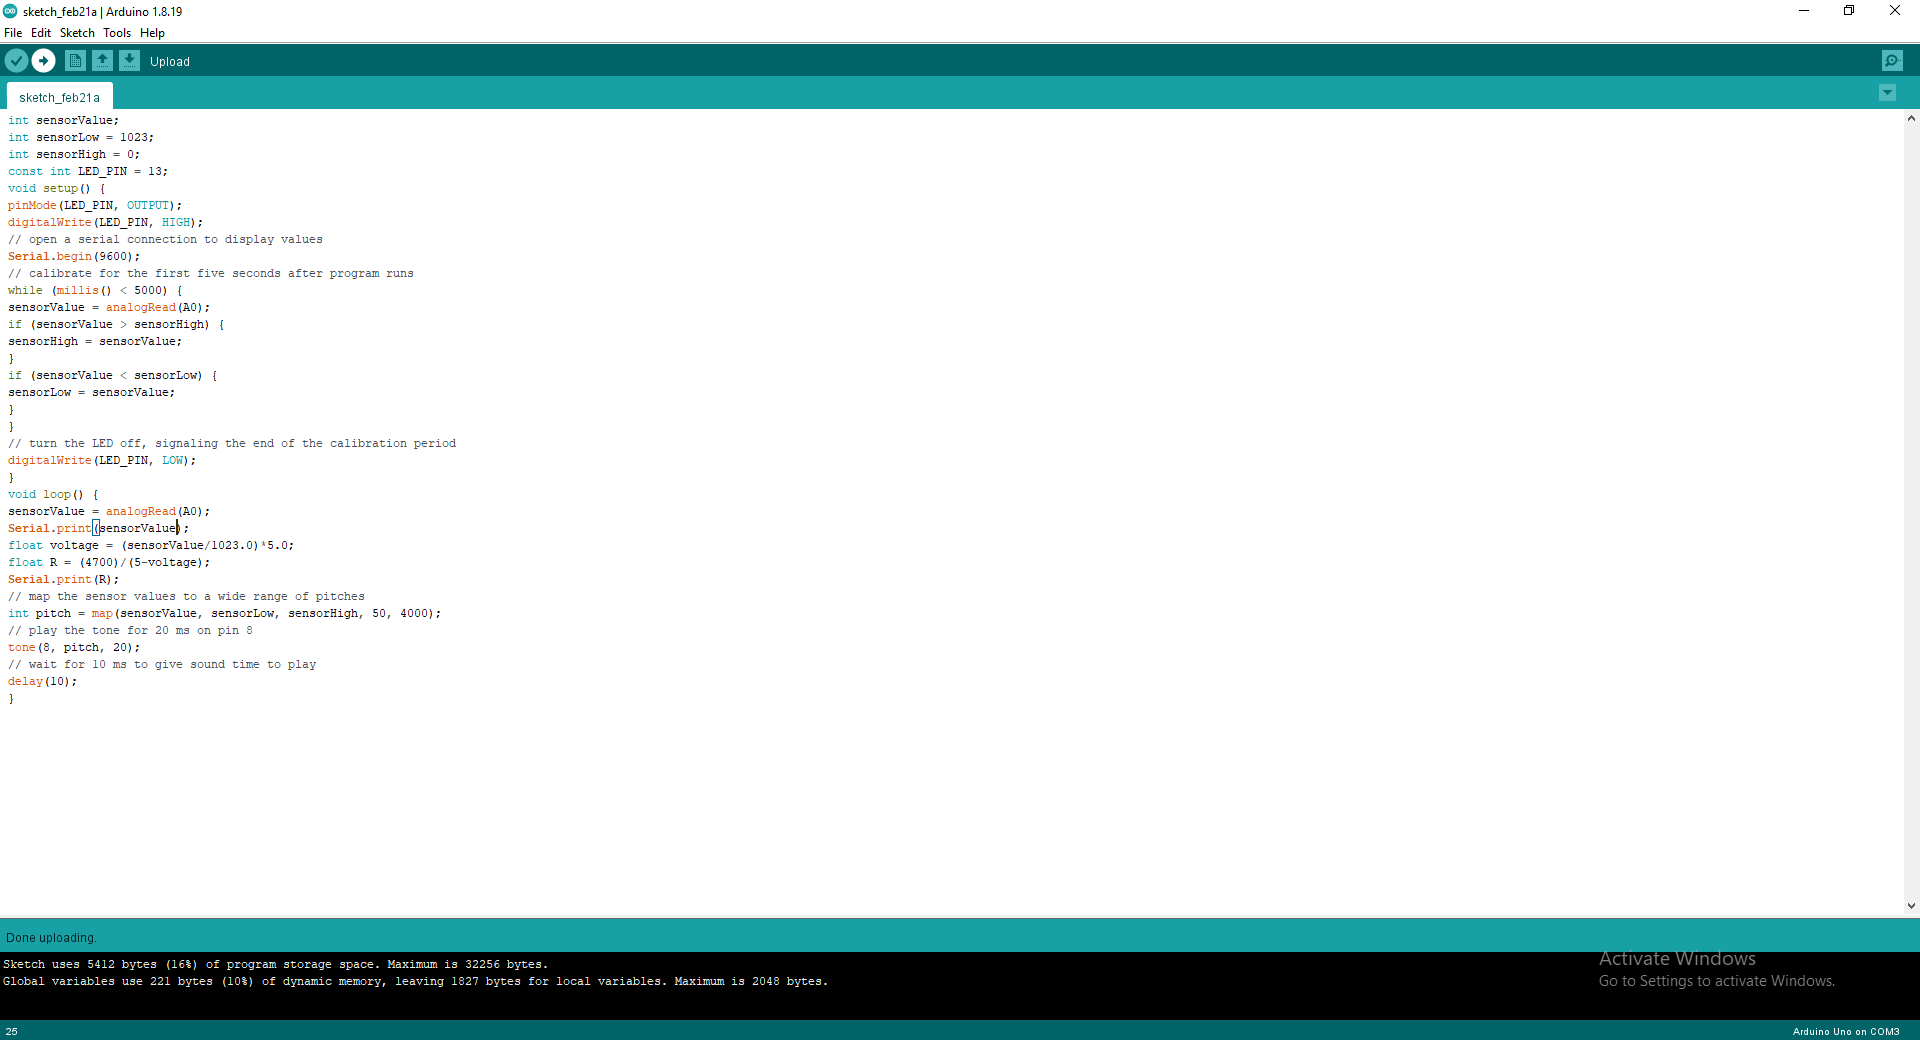 sketch_feb21a | Arduino 1.8.19
File Edit Sketch Tools Help
Upload
sketch_feb21a
int sensorValue;
int sensorLow = 1023;
int sensorHigh = 0;
const int LED_PIN = 13;
void setup() {
pinMode(LED_PIN, OUTPUT);
digitalWrite(LED_PIN, HIGH);
// open a serial connection to display values
Serial.begin(9600);
// calibrate for the first five seconds after program runs
while (millis() < 5000) {
sensorValue = analogRead(A0);
if (sensorValue > sensorHigh) {
sensorHigh = sensorValue;
}
if (sensorValue < sensorLow) {
sensorLow = sensorValue;
}
}
// turn the LED off, signaling the end of the calibration period
digitalWrite(LED_PIN, LOW);
}
void loop() {
sensorValue = analogRead(A0);
Serial.print(sensorValue);
float voltage = (sensorValue/1023.0)*5.0;
float R = (4700)/(5-voltage);
Serial.print(R);
// map the sensor values to a wide range of pitches
int pitch = map(sensorValue, sensorLow, sensorHigh, 50, 4000);
// play the tone for 20 ms on pin 8
tone(8, pitch, 20);
// wait for 10 ms to give sound time to play
delay(10);
}
Done uploading.
Sketch uses 5412 bytes (16%) of program storage space. Maximum is 32256 bytes.
Global variables use 221 bytes (10%) of dynamic memory, leaving 1827 bytes for local variables. Maximum is 2048 bytes.
Activate Windows
Go to Settings to activate Windows.
25
Arduino Uno on COM3